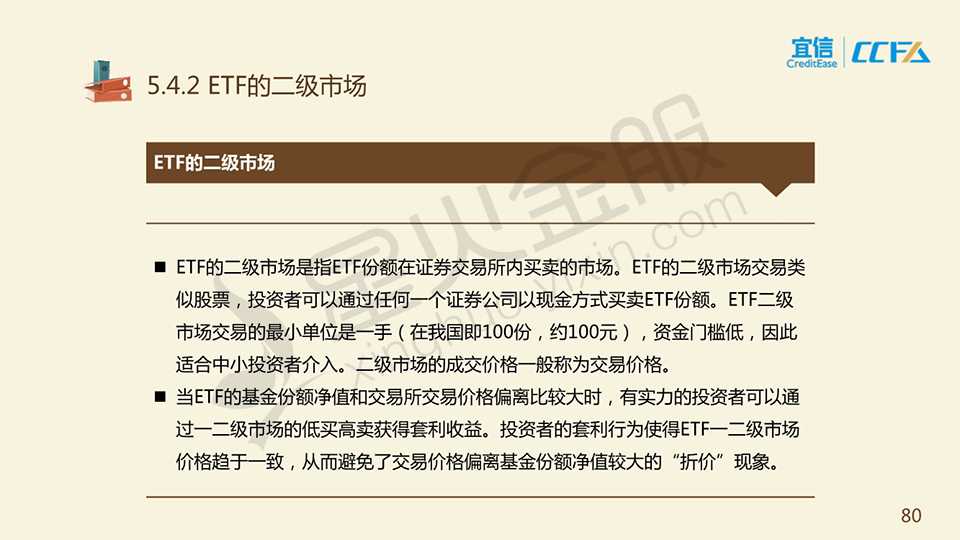 宜信
CreditEase
CCFA
5.4.2 ETF的二级市场
ETF的二级市场
星火金服
xinghuo.yixin.com
■ ETF的二级市场是指ETF份额在证券交易所内买卖的市场。ETF的二级市场交易类
似股票，投资者可以通过任何一个证券公司以现金方式买卖ETF份额。ETF二级
市场交易的最小单位是一手（在我国即100份，约100元），资金门槛低，因此
适合中小投资者介入。二级市场的成交价格一般称为交易价格。
■ 当ETF的基金份额净值和交易所交易价格偏离比较大时，有实力的投资者可以通
过一二级市场的低买高卖获得套利收益。投资者的套利行为使得ETF一二级市场
价格趋于一致，从而避免了交易价格偏离基金份额净值较大的“折价”现象。
80